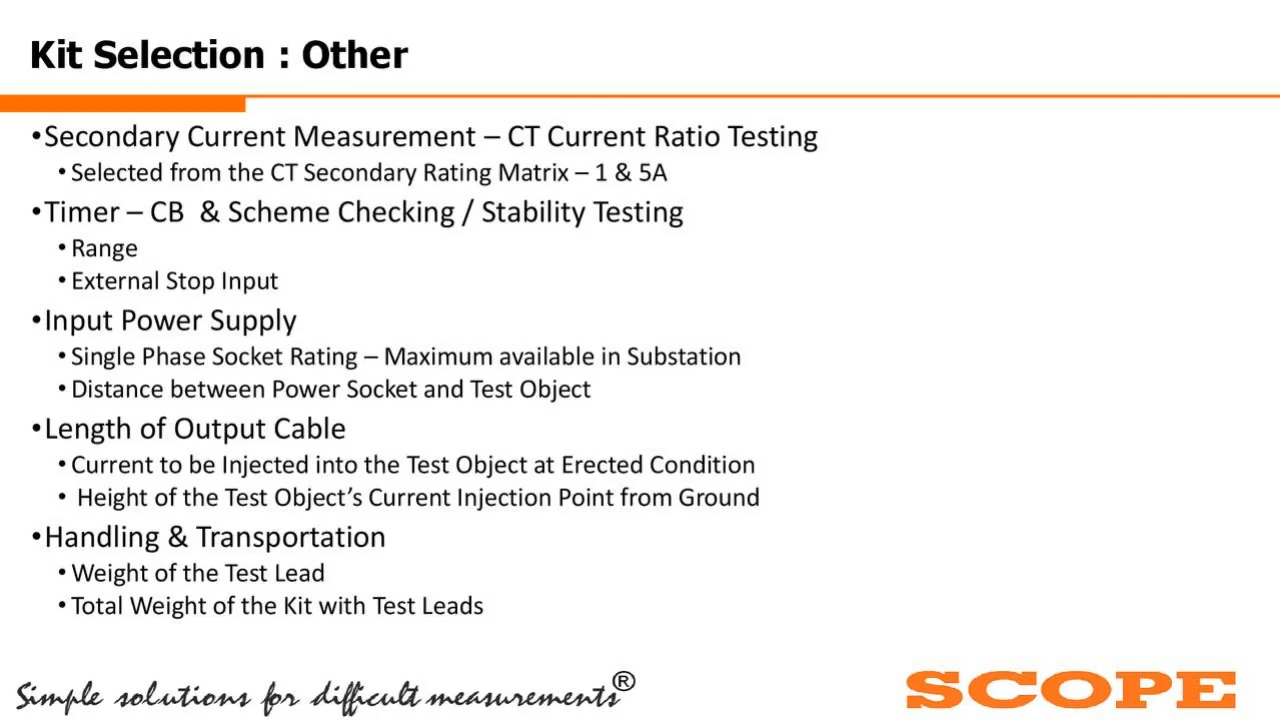 Kit Selection : Other
•Secondary Current Measurement – CT Current Ratio Testing
•Selected from the CT Secondary Rating Matrix – 1 & 5A
•Timer – CB  & Scheme Checking / Stability Testing
•Range
•External Stop Input
•Input Power Supply
•Single Phase Socket Rating – Maximum available in Substation
•Distance between Power Socket and Test Object
•Length of Output Cable
•Current to be Injected into the Test Object at Erected Condition
• Height of the Test Object’s Current Injection Point from Ground
•Handling & Transportation
•Weight of the Test Lead
•Total Weight of the Kit with Test Leads
Simple solutions for difficult measurements®
SCOPE